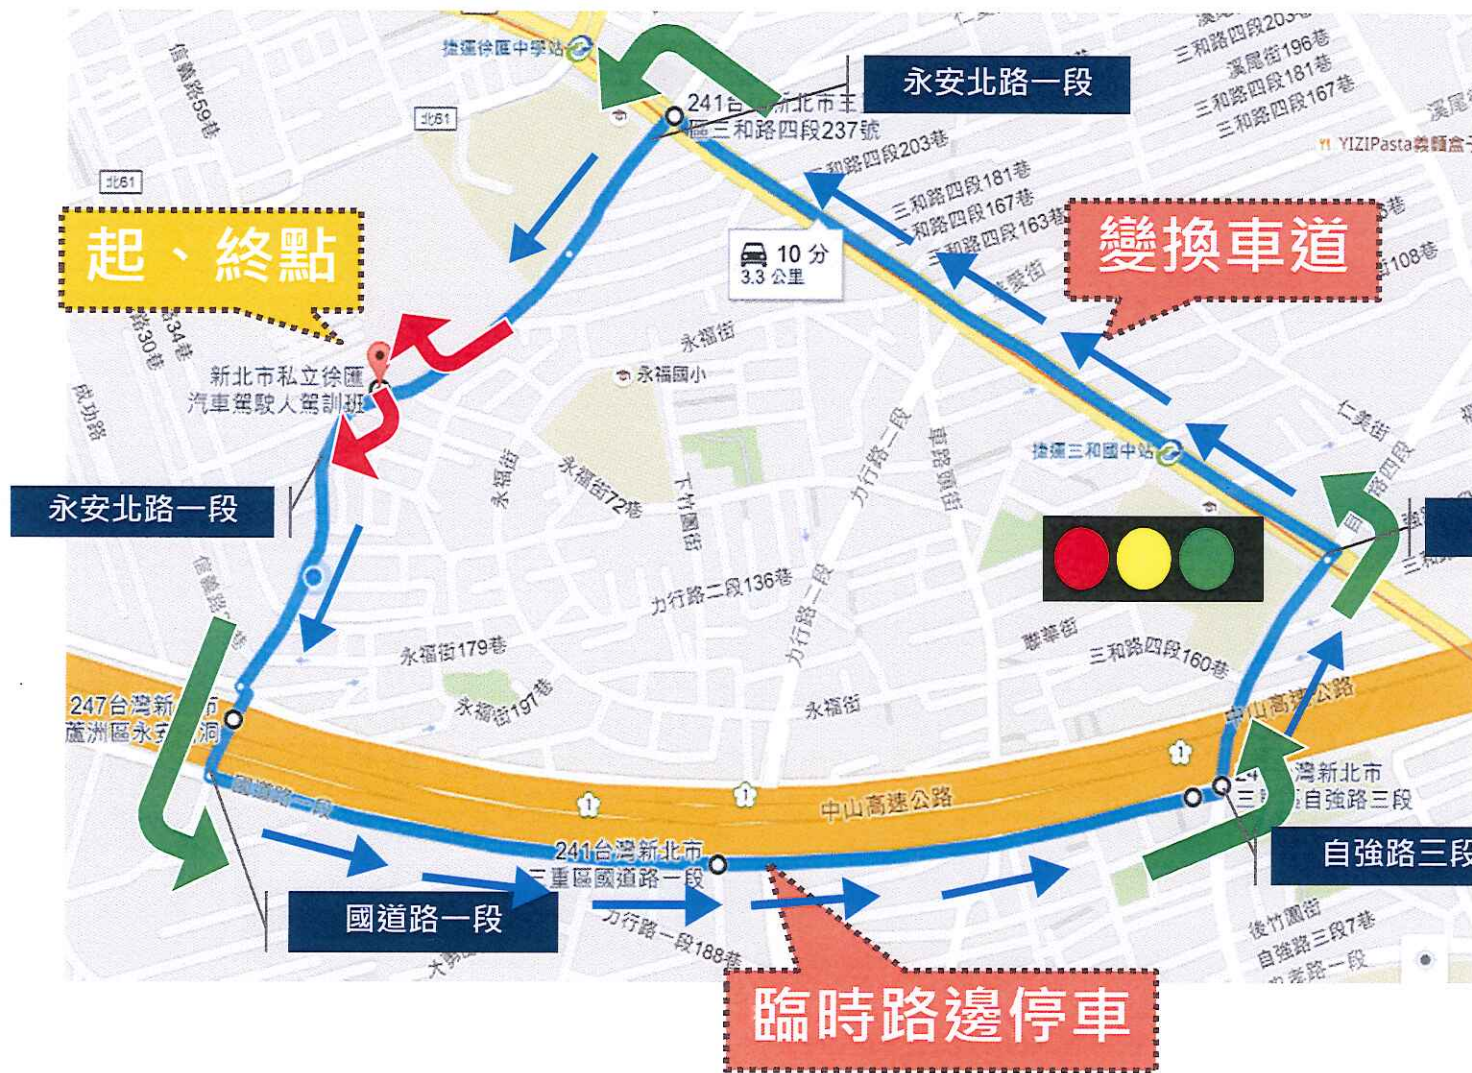 捷運徐匯中學站
永安北路一段
三和路四段203巷
溪尾街196巷
三和路四段181巷
三和路四段167巷
信義路59巷
北61
區三和路四段237號
三和路四段203巷
YIZIPasta義麵盒子
北61
三和路四段181巷
三和路四段167巷
三和路四段163巷
起、終點
10 分
3.3 公里
變換車道
街108巷
路34巷
路30巷
永福街
新北市私立徐匯
汽車駕駛人駕訓班
永福國小
成功路
仁美街
捷運三和國中站
永福街
永福街72巷
下竹圍街
力行路二段
車路頭街
永安北路一段
力行路二段136巷
力行路二段
聯華街
三和路四段160巷
永福街179巷
永福街197巷
永福街
中山高速公路
247台灣新
蘆洲區永安
洞
國道路一段
1
1
1
中山高速公路
灣新北市
自強路三段
241台灣新北市
三重區國道路一段
自強路三段
國道路一段
力行路一段188巷
後竹圍街
自強路三段7巷
臨時路邊停車